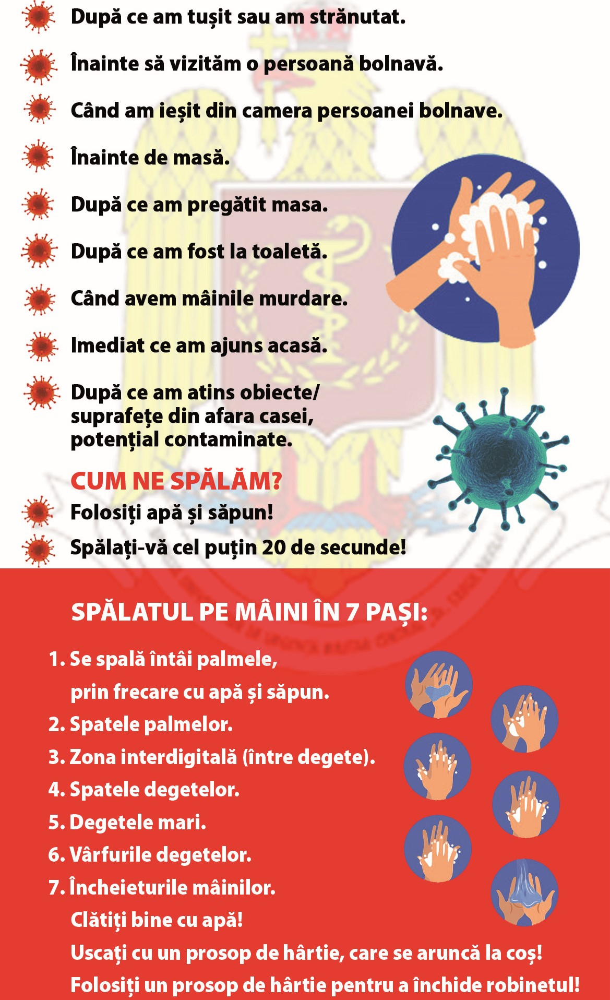 După ce am tușit sau am strănutat.
Înainte să vizităm o persoană bolnavă.
Când am ieșit din camera persoanei bolnave.
Înainte de masă.
După ce am pregătit masa.
După ce am fost la toaletă.
Când avem mâinile murdare.
Imediat ce am ajuns acasă.
După ce am atins obiecte/
suprafețe din afara casei,
potențial contaminate.
CUM NE SPĂLĂM?
Folosiți apă și săpun!
Spălați-vă cel puțin 20 de secunde!
SPĂLATUL PE MÂINI ÎN 7 PAȘI:
1. Se spală întâi palmele,
prin frecare cu apă și săpun.
2. Spatele palmelor.
3. Zona interdigitală (între degete).
4. Spatele degetelor.
5. Degetele mari.
6. Vârfurile degetelor.
7. Încheieturile mâinilor.
Clătiți bine cu apă!
Uscați cu un prosop de hârtie, care se aruncă la coș!
Folosiți un prosop de hârtie pentru a închide robinetul!